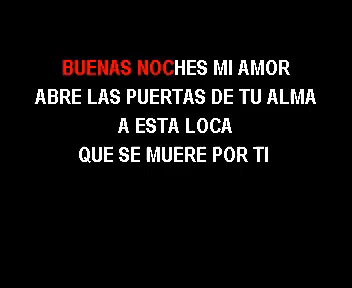 BUENAS NOCHES MI AMOR
ABRE LAS PUERTAS DE TU ALMA
A ESTA LOCA
QUE SE MUERE POR TI